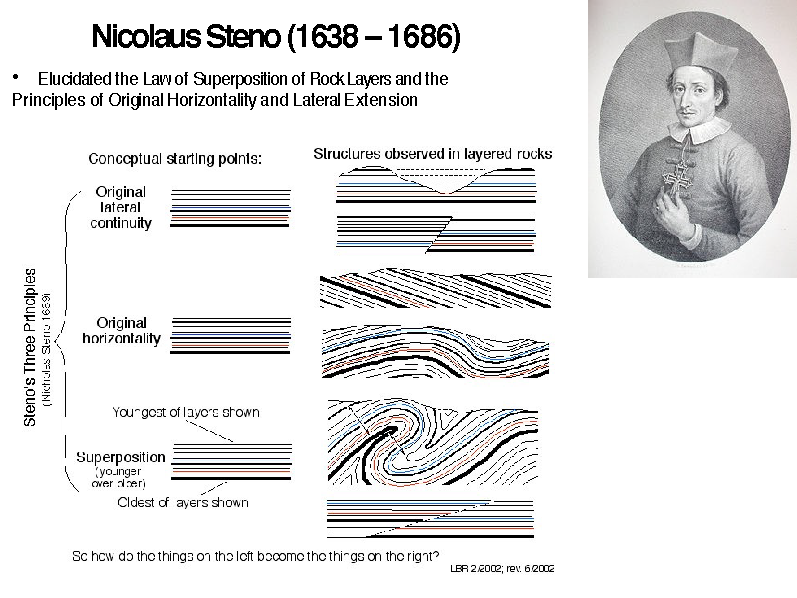 Nicolaus Steno (1638 – 1686)
• Elucidated the Law of Superposition of Rock Layers and the
Principles of Original Horizontality and Lateral Extension
Conceptual starting points:
Structures observed in layered rocks
Original
lateral
continuity
Steno's Three Principles
(Nicholas Steno 1669)
Original
horizontality
Youngest of layers shown
Superposition
(younger
over older)
Oldest of layers shown
So how do the things on the left become the things on the right?
LBR 2/2002; rev. 6/2002